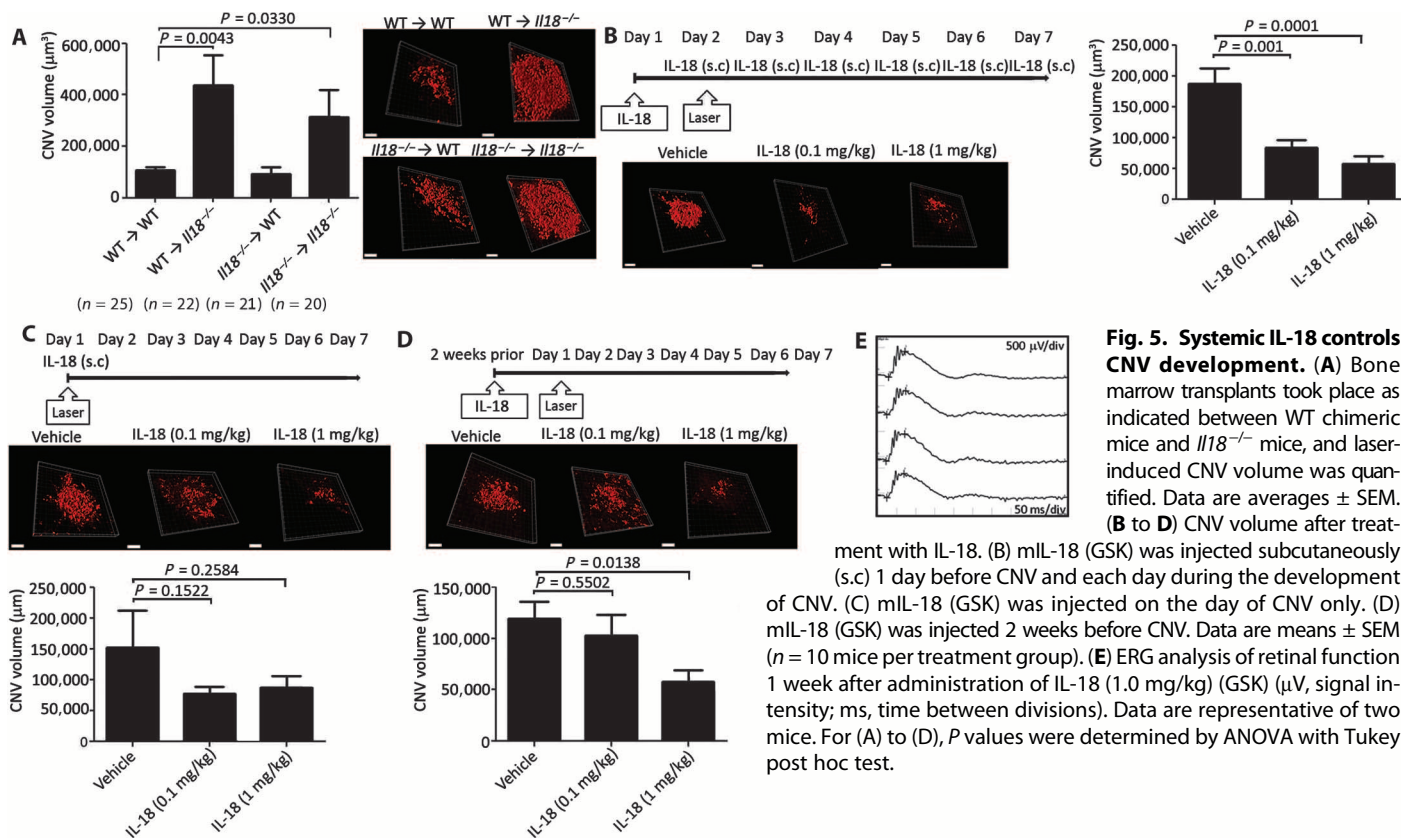 A
P = 0.0330
P = 0.0043
CNV volume (µm³)
600,000
400,000
200,000
0
WT → WT
WT → Il18⁻/⁻
Il18⁻/⁻ → WT
Il18⁻/⁻ → Il18⁻/⁻
(n = 25) (n = 22) (n = 21) (n = 20)
WT → WT WT → Il18⁻/⁻
Il18⁻/⁻ → WT Il18⁻/⁻ → Il18⁻/⁻
B
Day 1 Day 2 Day 3 Day 4 Day 5 Day 6 Day 7
IL-18 (s.c) IL-18 (s.c) IL-18 (s.c) IL-18 (s.c) IL-18 (s.c) IL-18 (s.c)
IL-18 Laser
Vehicle IL-18 (0.1 mg/kg) IL-18 (1 mg/kg)
P = 0.0001
P = 0.001
CNV volume (µm³)
250,000
200,000
150,000
100,000
50,000
0
Vehicle
IL-18 (0.1 mg/kg)
IL-18 (1 mg/kg)
C
Day 1 Day 2 Day 3 Day 4 Day 5 Day 6 Day 7
IL-18 (s.c)
Laser
Vehicle IL-18 (0.1 mg/kg) IL-18 (1 mg/kg)
P = 0.2584
P = 0.1522
CNV volume (µm)
250,000
200,000
150,000
100,000
50,000
0
Vehicle
IL-18 (0.1 mg/kg)
IL-18 (1 mg/kg)
D
2 weeks prior Day 1 Day 2 Day 3 Day 4 Day 5 Day 6 Day 7
IL-18 Laser
Vehicle IL-18 (0.1 mg/kg) IL-18 (1 mg/kg)
P = 0.0138
P = 0.5502
CNV volume (µm)
150,000
100,000
50,000
0
Vehicle
IL-18 (0.1 mg/kg)
IL-18 (1 mg/kg)
E
500 µV/div
50 ms/div
Fig. 5. Systemic IL-18 controls
CNV development. (A) Bone
marrow transplants took place as
indicated between WT chimeric
mice and Il18⁻/⁻ mice, and laser-
induced CNV volume was quan-
tified. Data are averages ± SEM.
(B to D) CNV volume after treat-
ment with IL-18. (B) mIL-18 (GSK) was injected subcutaneously
(s.c) 1 day before CNV and each day during the development
of CNV. (C) mIL-18 (GSK) was injected on the day of CNV only. (D)
mIL-18 (GSK) was injected 2 weeks before CNV. Data are means ± SEM
(n = 10 mice per treatment group). (E) ERG analysis of retinal function
1 week after administration of IL-18 (1.0 mg/kg) (GSK) (µV, signal in-
tensity; ms, time between divisions). Data are representative of two
mice. For (A) to (D), P values were determined by ANOVA with Tukey
post hoc test.